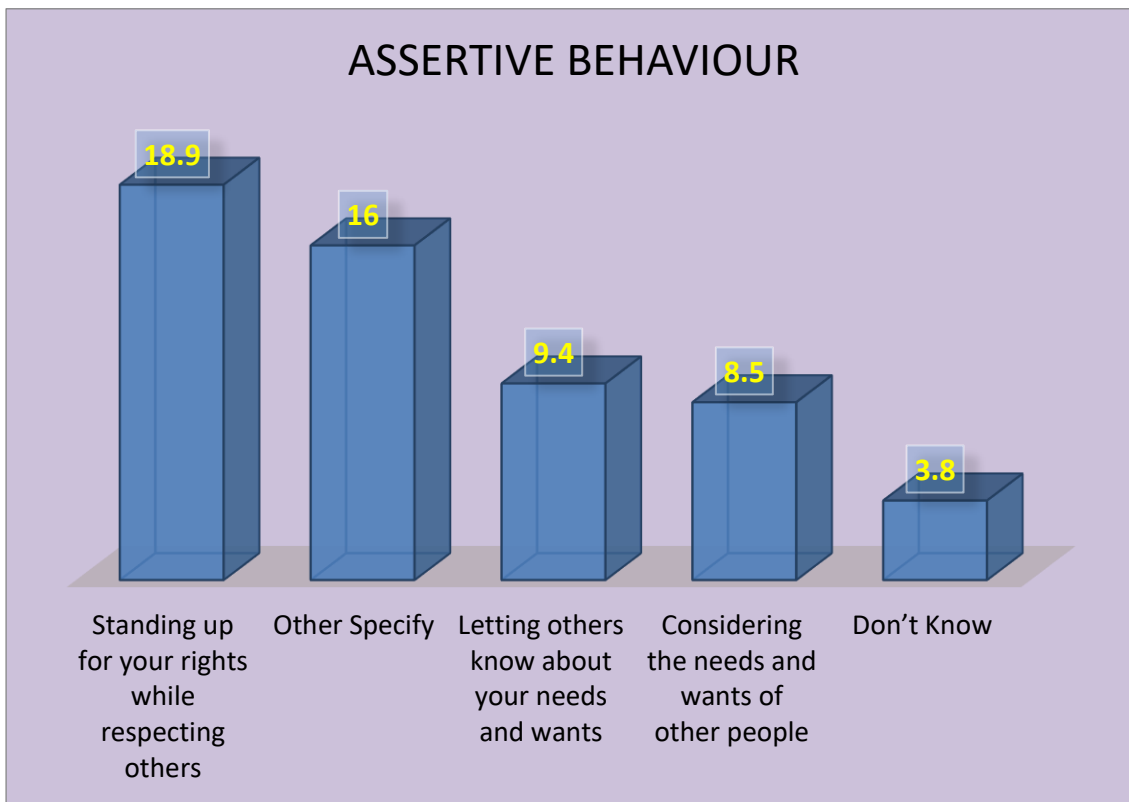 ASSERTIVE BEHAVIOUR
18.9
16
9.4
8.5
3.8
Standing up
for your rights
while
respecting
others
Other Specify
Letting others
know about
your needs
and wants
Considering
the needs and
wants of
other people
Don’t Know